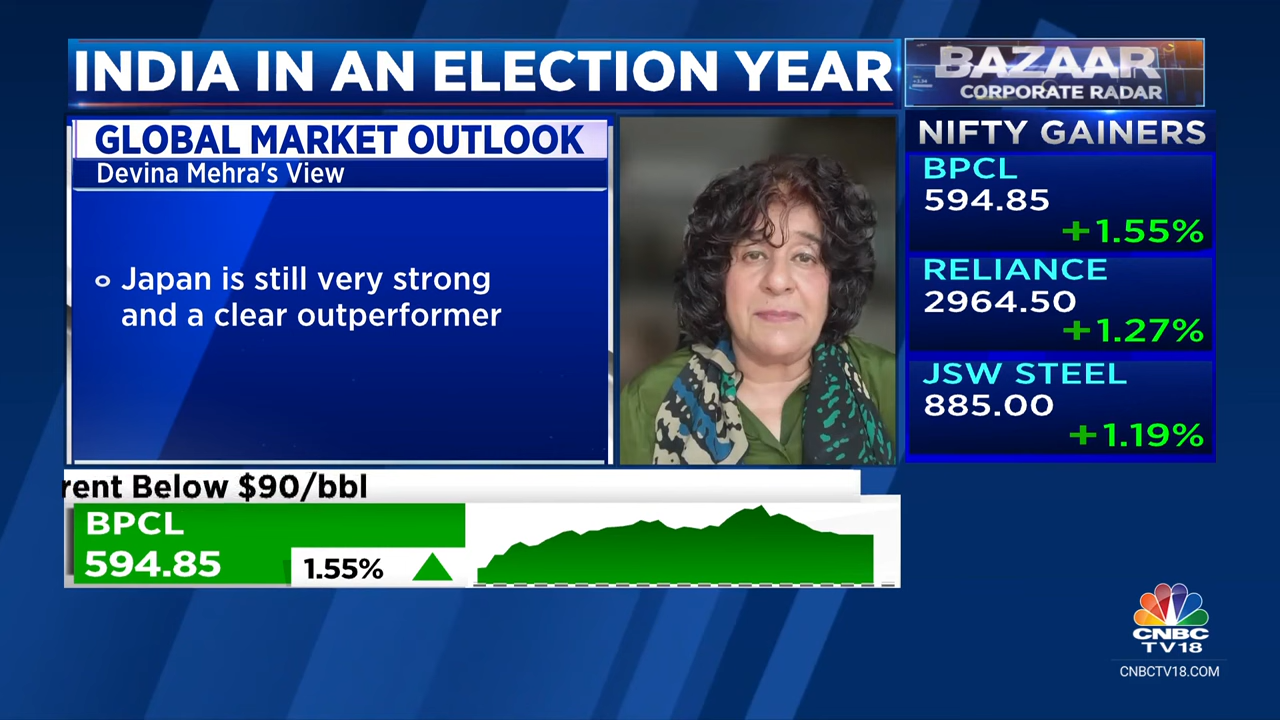 INDIA IN AN ELECTION YEAR
BAZAAR
CORPORATE RADAR
GLOBAL MARKET OUTLOOK
Devina Mehra's View
Japan is still very strong
and a clear outperformer
NIFTY GAINERS
BPCL
594.85
+1.55%
RELIANCE
2964.50
+1.27%
JSW STEEL
885.00
+1.19%
rent Below $90/bbl
BPCL
594.85
1.55%
CNBC
TV18
CNBCTV18.COM